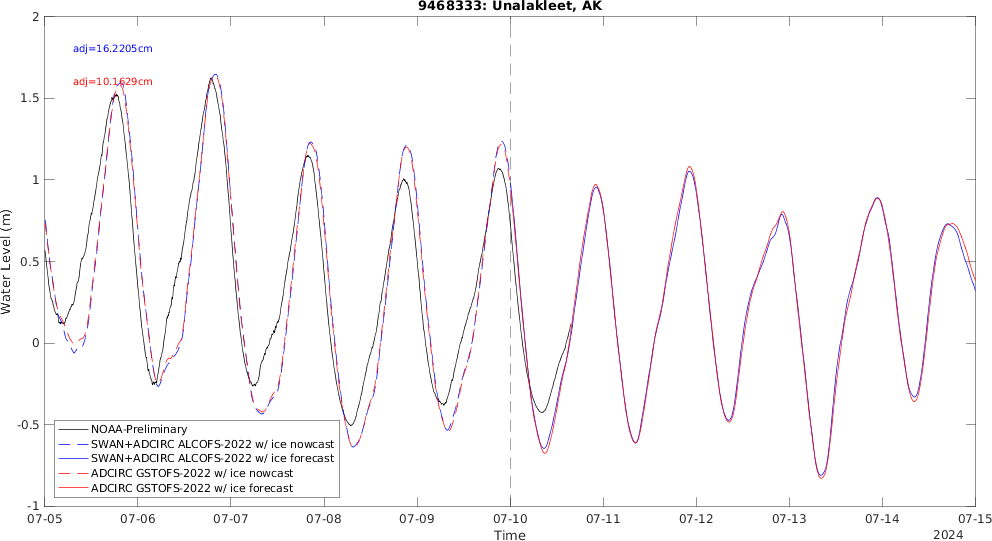 9468333: Unalakleet, AK
adj=16.2205cm
adj=10.1629cm
Water Level (m)
2
1.5
1
0.5
0
-0.5
-1
NOAA-Preliminary
SWAN+ADCIRC ALCOFS-2022 w/ ice nowcast
SWAN+ADCIRC ALCOFS-2022 w/ ice forecast
ADCIRC GSTOFS-2022 w/ ice nowcast
ADCIRC GSTOFS-2022 w/ ice forecast
07-05 07-06 07-07 07-08 07-09 07-10 07-11 07-12 07-13 07-14 07-15
Time
2024